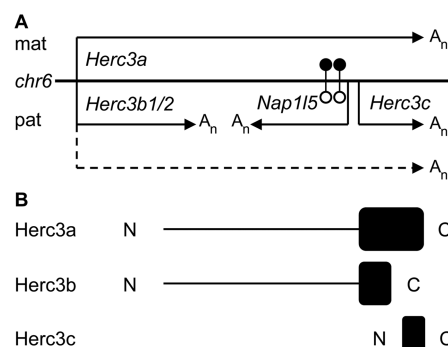 A
mat An
Herc3a
chr6
Herc3b1/2 Nap1l5 Herc3c
pat An An An
An
B
Herc3a N C
Herc3b N C
Herc3c N C